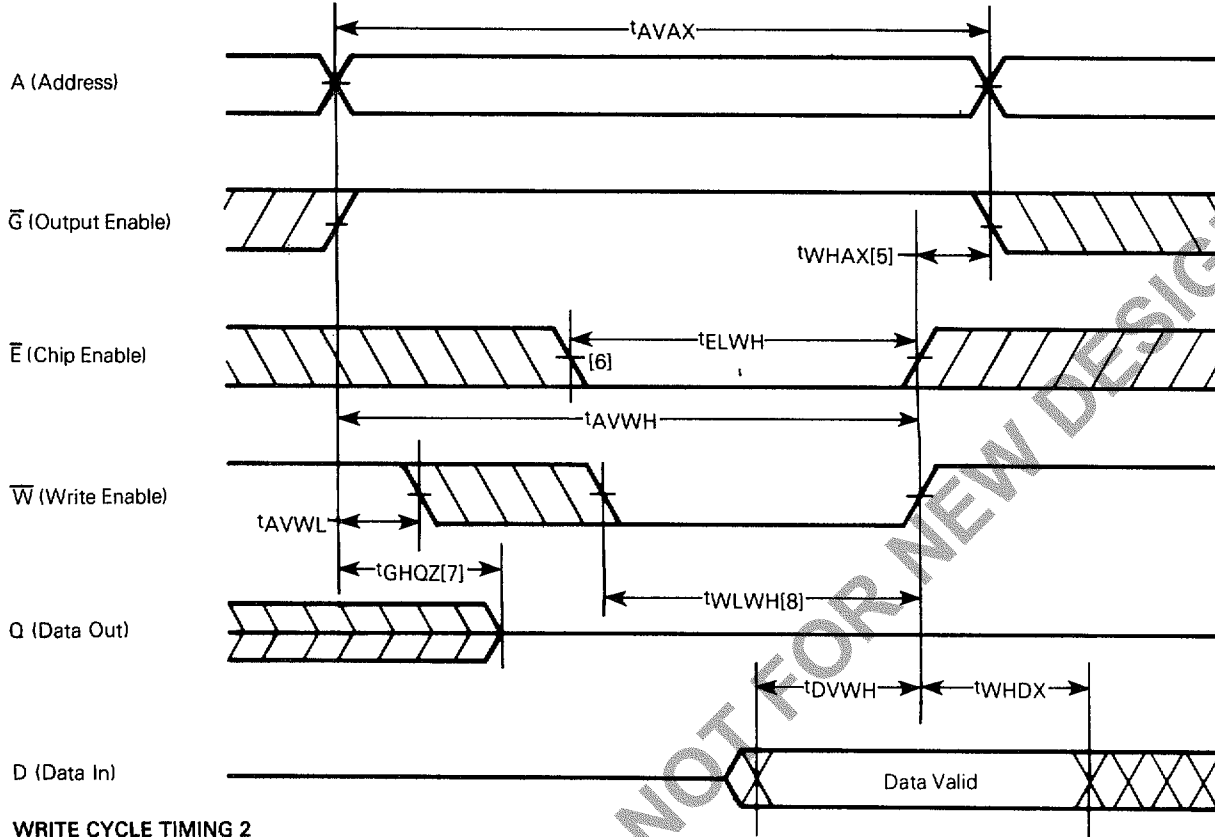 tAVAX
A (Address)
G̅ (Output Enable)
tWHAX[5]
tELWH
E̅ (Chip Enable)
[6]
tAVWH
W̅ (Write Enable)
tAVWL
tGHQZ[7]
tWLWH[8]
Q (Data Out)
tDVWH
tWHDX
D (Data In)
Data Valid
WRITE CYCLE TIMING 2
NOT FOR NEW DESIG